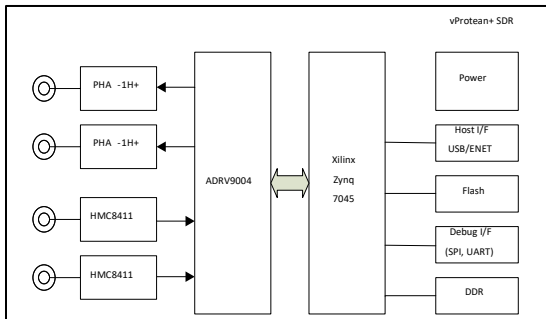 vProtean+ SDR
PHA -1H+
PHA -1H+
HMC8411
HMC8411
ADRV9004
Xilinx
Zynq
7045
Power
Host I/F
USB/ENET
Flash
Debug I/F
(SPI, UART)
DDR